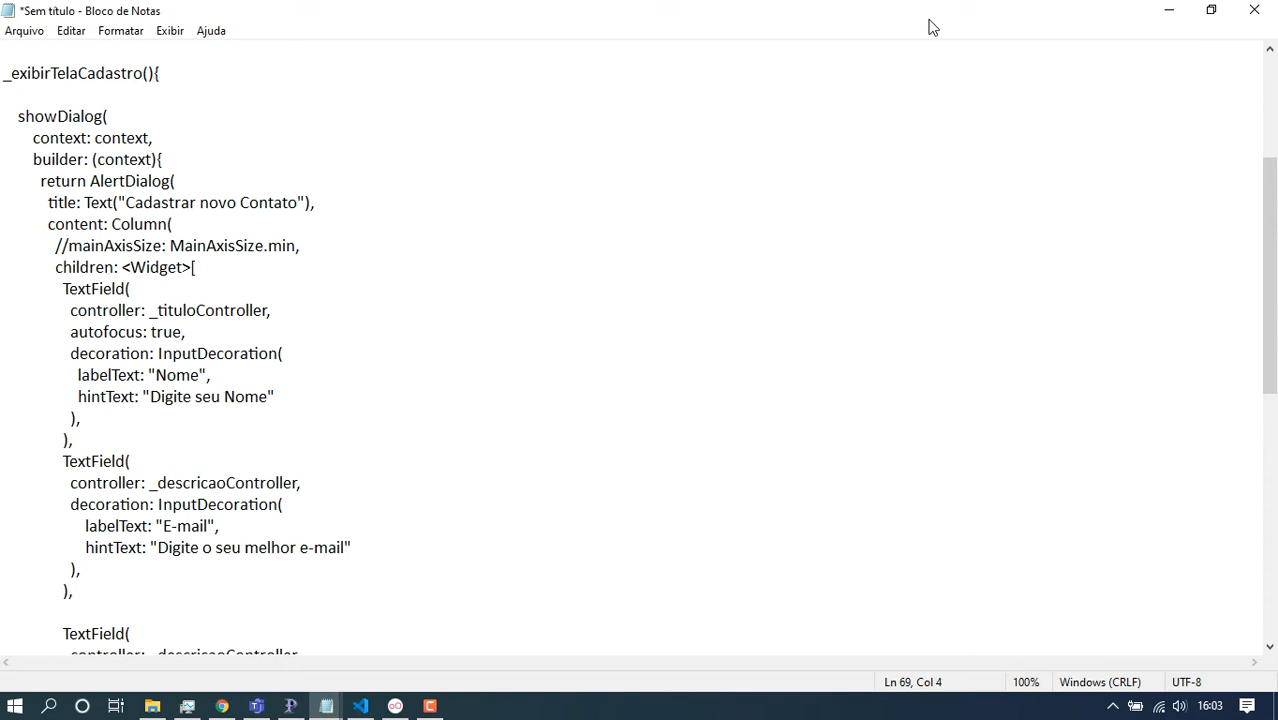 *Sem título - Bloco de Notas
Arquivo Editar Formatar Exibir Ajuda
_exibirTelaCadastro(){
showDialog(
context: context,
builder: (context){
return AlertDialog(
title: Text("Cadastrar novo Contato"),
content: Column(
//mainAxisSize: MainAxisSize.min,
children: <Widget>[
TextField(
controller: _tituloController,
autofocus: true,
decoration: InputDecoration(
labelText: "Nome",
hintText: "Digite seu Nome"
),
),
TextField(
controller: _descricaoController,
decoration: InputDecoration(
labelText: "E-mail",
hintText: "Digite o seu melhor e-mail"
),
),
TextField(
controller: _descricaoController
Ln 69, Col 4 100% Windows (CRLF) UTF-8
16:03